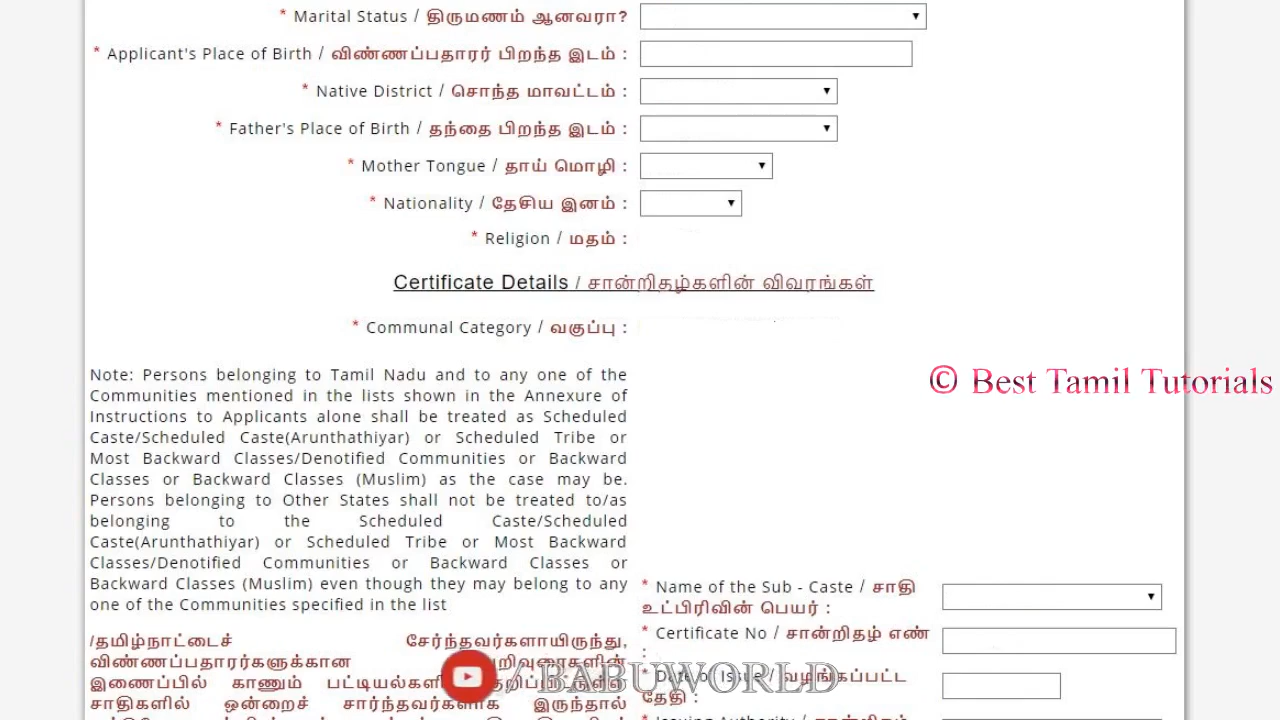 * Marital Status / திருமணம் ஆனவரா?
* Applicant's Place of Birth / விண்ணப்பதாரர் பிறந்த இடம் :
* Native District / சொந்த மாவட்டம் :
* Father's Place of Birth / தந்தை பிறந்த இடம் :
* Mother Tongue / தாய் மொழி :
* Nationality / தேசிய இனம் :
* Religion / மதம் :
Certificate Details / சான்றிதழ்களின் விவரங்கள்
* Communal Category / வகுப்பு :
Note: Persons belonging to Tamil Nadu and to any one of the
Communities mentioned in the lists shown in the Annexure of
Instructions to Applicants alone shall be treated as Scheduled
Caste/Scheduled Caste(Arunthathiyar) or Scheduled Tribe or
Most Backward Classes/Denotified Communities or Backward
Classes or Backward Classes (Muslim) as the case may be.
Persons belonging to Other States shall not be treated to/as
belonging to the Scheduled Caste/Scheduled
Caste(Arunthathiyar) or Scheduled Tribe or Most Backward
Classes/Denotified Communities or Backward Classes or
Backward Classes (Muslim) even though they may belong to any
one of the Communities specified in the list
/தமிழ்நாட்டைச் சேர்ந்தவர்களாயிருந்து,
விண்ணப்பதாரர்களுக்கான
இணைப்பில் காணும்
சாதிகளில் ஒன்றைச் சார்ந்தவர்களாக இருந்தால்
* Name of the Sub - Caste / சாதி
உட்பிரிவின் பெயர் :
* Certificate No / சான்றிதழ் எண்
:
* Date of Issue / வழங்கப்பட்ட
தேதி :
* Issuing Authority / சான்றிதழ்
© Best Tamil Tutorials
/ BABUWORLD